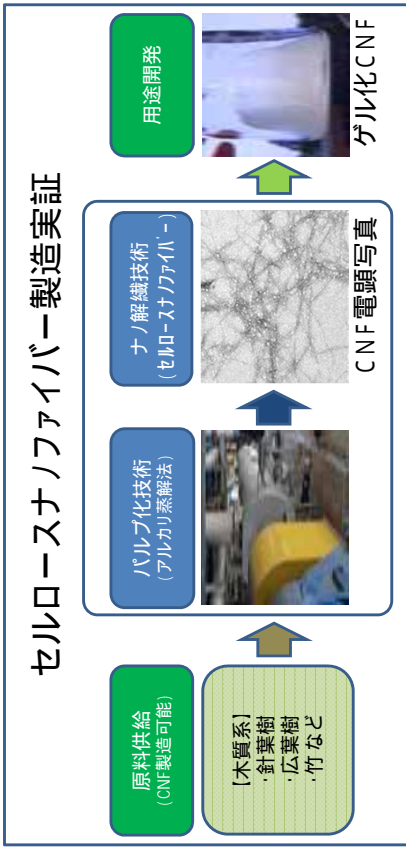 セルロースナノファイバー製造実証
原料供給
(CNF製造可能)
【木質系】
・針葉樹
・広葉樹
・竹など
パルプ化技術
(アルカリ蒸解法)
ナノ解繊技術
(セルロースナノファイバー)
CNF電顕写真
用途開発
ゲル化CNF